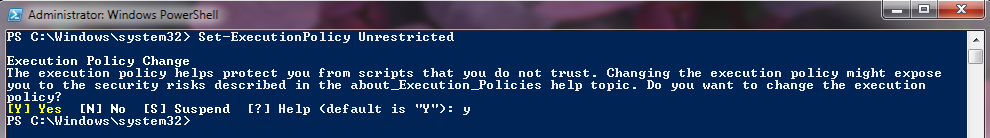 Administrator: Windows PowerShell
PS C:\Windows\system32> Set-ExecutionPolicy Unrestricted
Execution Policy Change
The execution policy helps protect you from scripts that you do not trust. Changing the execution policy might expose
you to the security risks described in the about_Execution_Policies help topic. Do you want to change the execution
policy?
[Y] Yes  [N] No  [S] Suspend  [?] Help (default is "Y"): y
PS C:\Windows\system32>